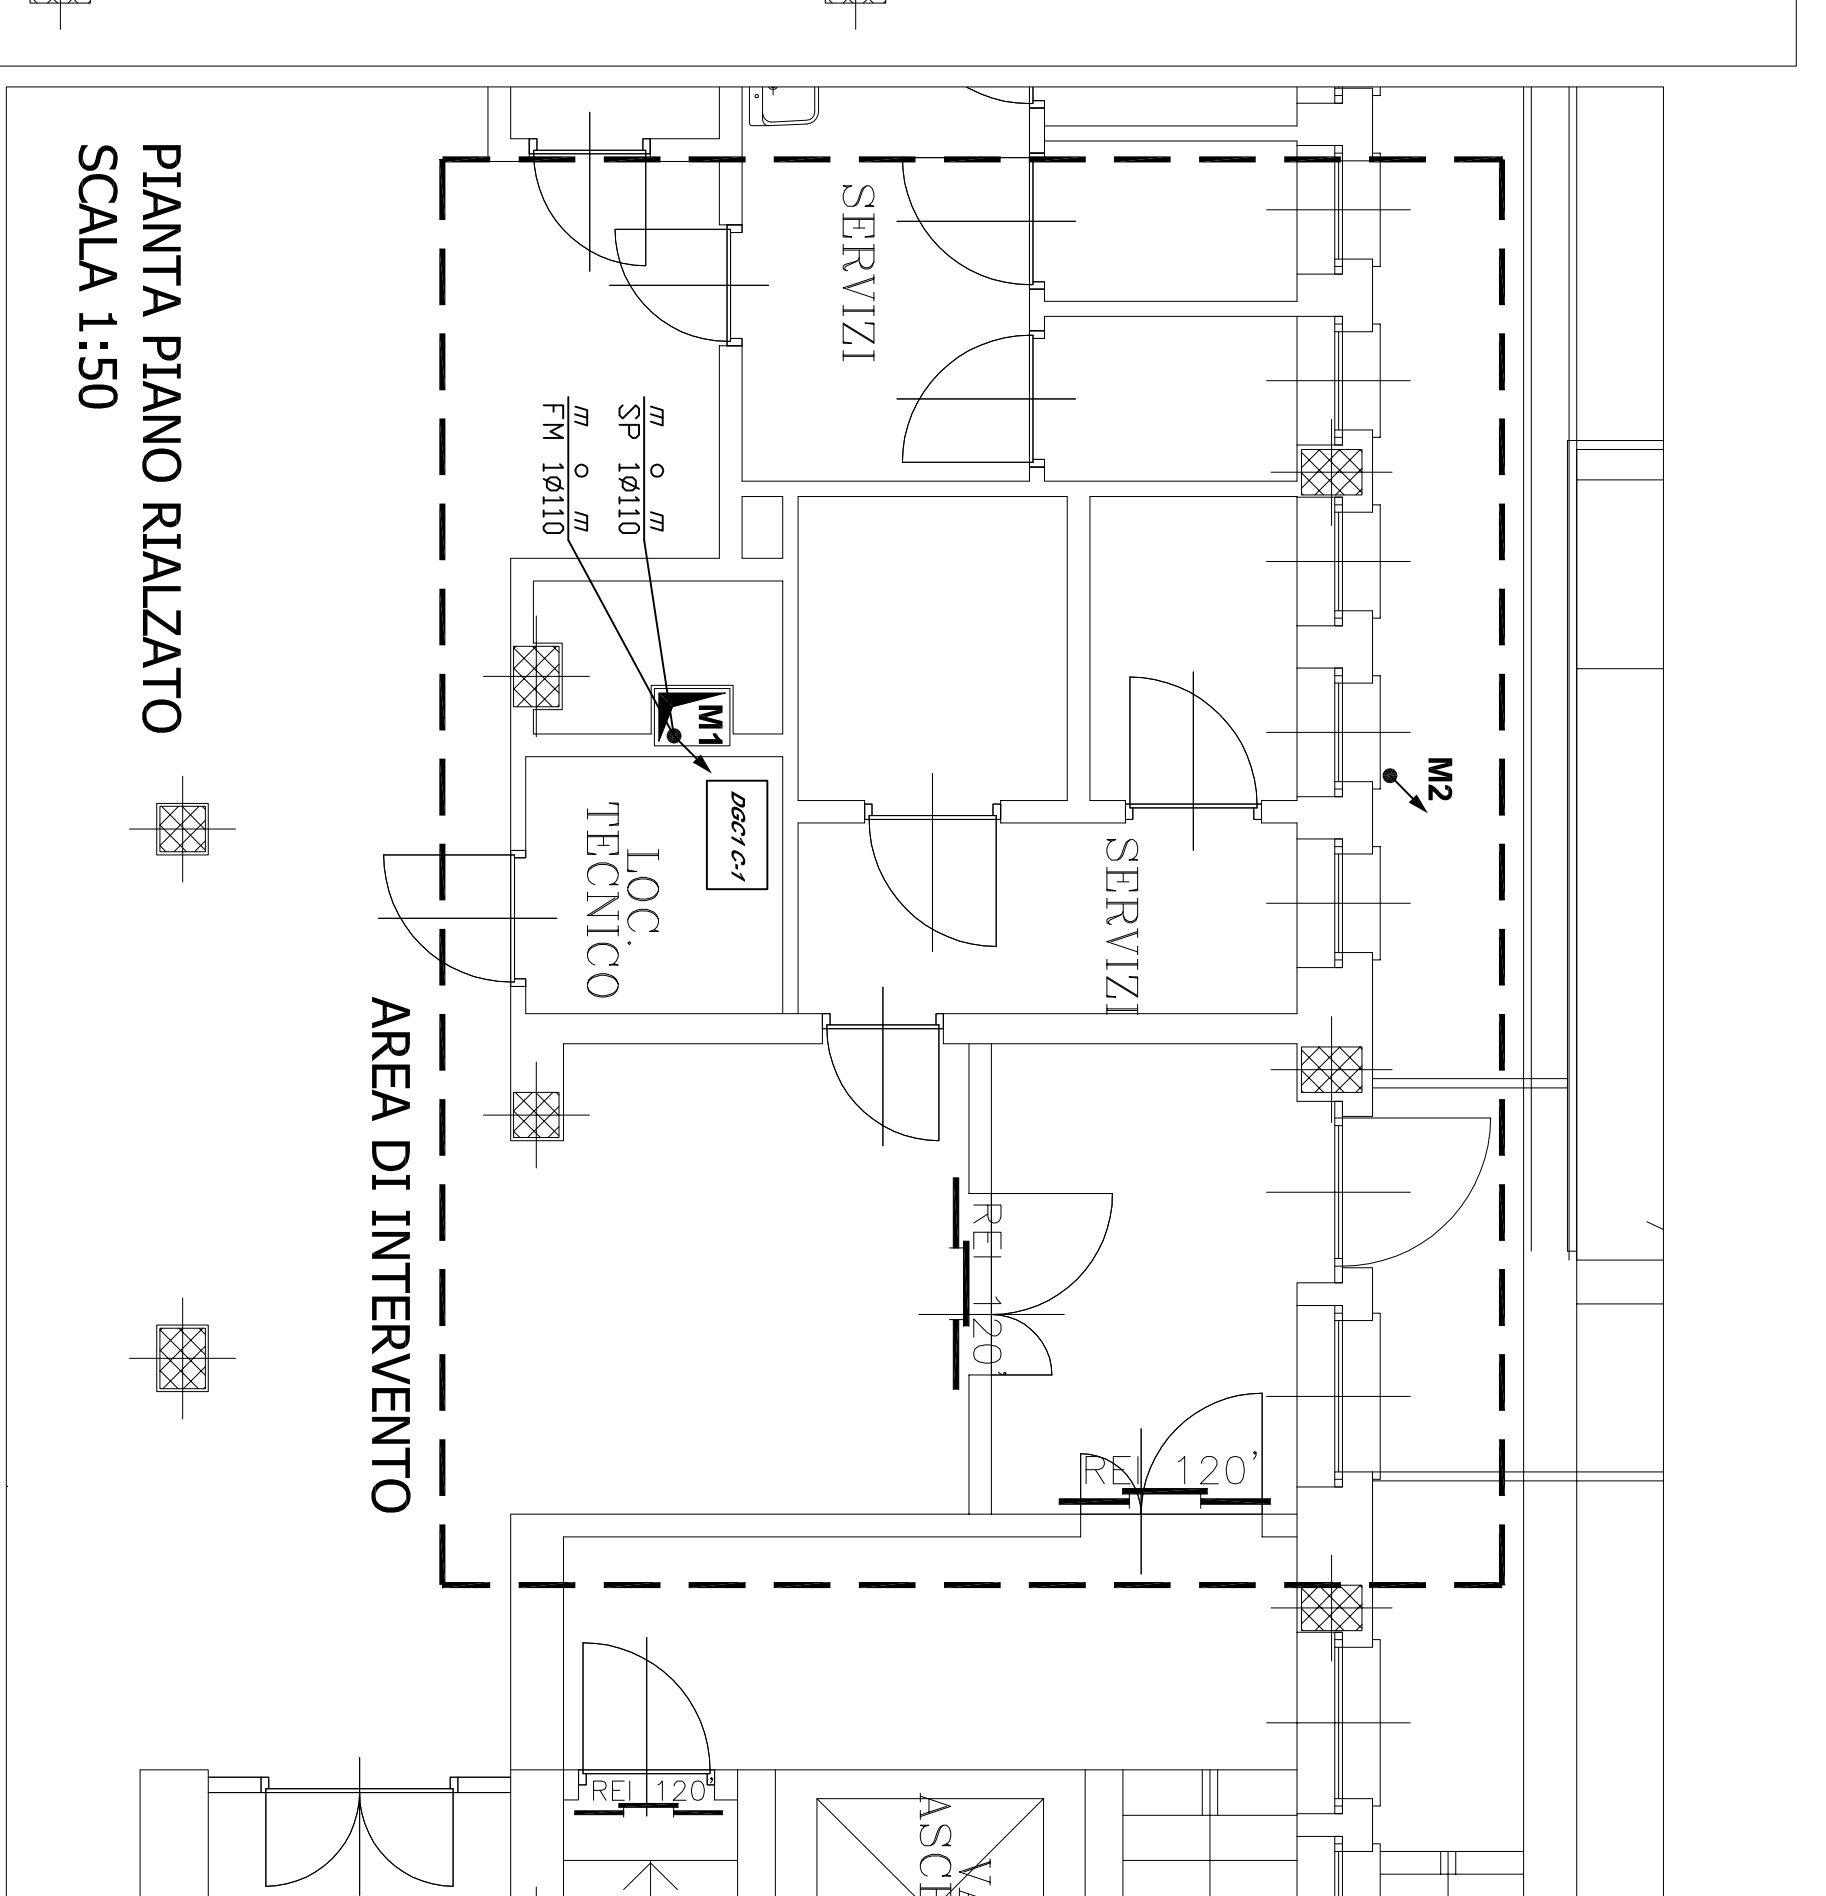 PIANTA PIANO RIALZATO
SCALA 1:50
AREA DI INTERVENTO
SERVIZI
SP 1Ø110
FM 1Ø110
M1
DGC1 C-1
LOC.
TECNICO
SERVIZI
M2
REI 120'
REI 120'
REI 120'